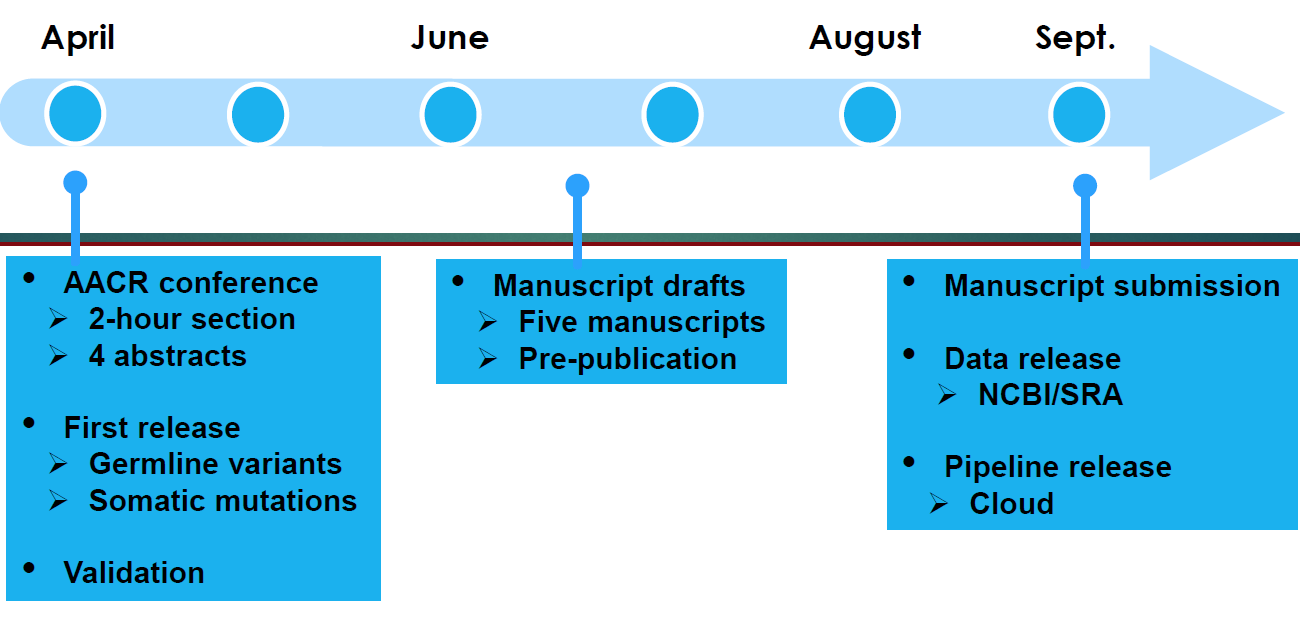 April
June
August
Sept.
• AACR conference
➢ 2-hour section
➢ 4 abstracts
• First release
➢ Germline variants
➢ Somatic mutations
• Validation
• Manuscript drafts
➢ Five manuscripts
➢ Pre-publication
• Manuscript submission
• Data release
➢ NCBI/SRA
• Pipeline release
➢ Cloud